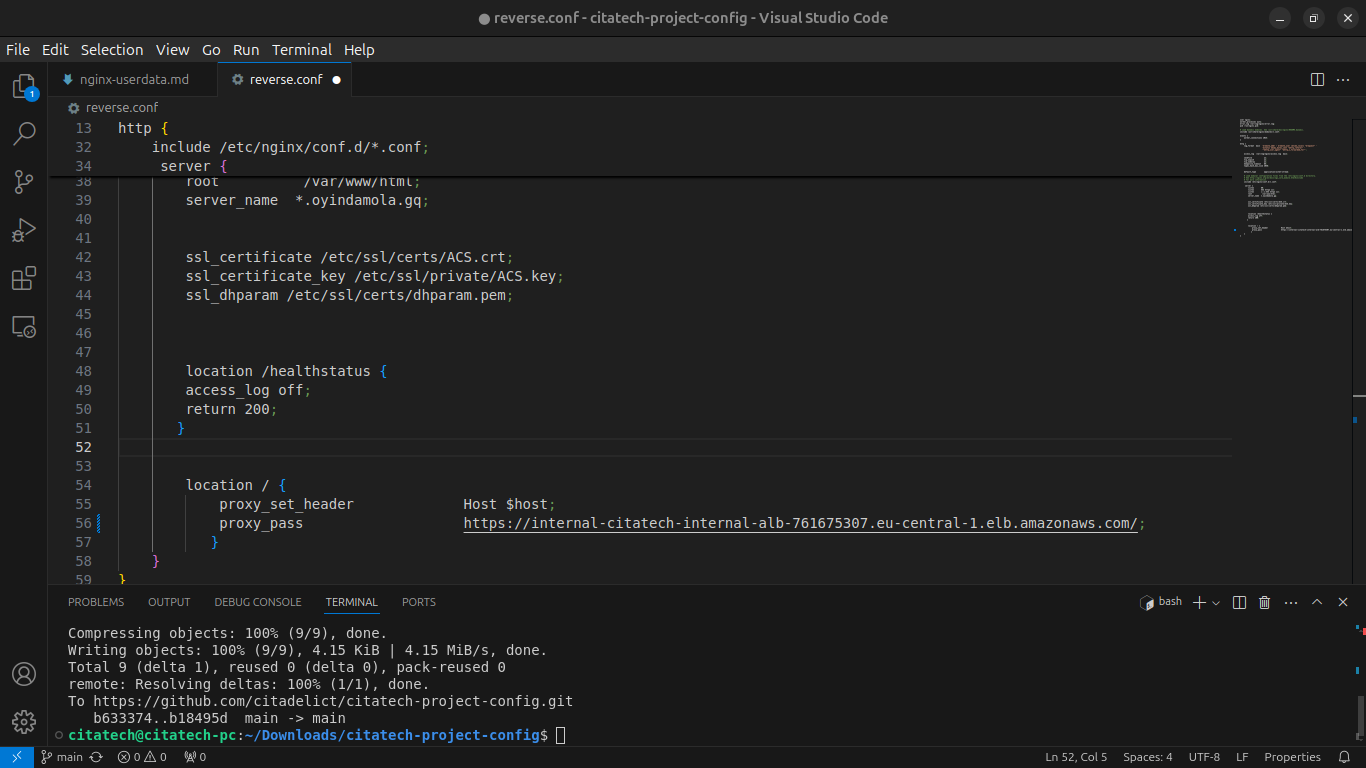 reverse.conf - citatech-project-config - Visual Studio Code
File Edit Selection View Go Run Terminal Help
nginx-userdata.md
reverse.conf
1
reverse.conf
13 http {
32 include /etc/nginx/conf.d/*.conf;
34 server {
38 root /var/www/html;
39 server_name *.oyindamola.gq;
40
41
42 ssl_certificate /etc/ssl/certs/ACS.crt;
43 ssl_certificate_key /etc/ssl/private/ACS.key;
44 ssl_dhparam /etc/ssl/certs/dhparam.pem;
45
46
47
48 location /healthstatus {
49 access_log off;
50 return 200;
51 }
52
53
54 location / {
55 proxy_set_header Host $host;
56 proxy_pass https://internal-citatech-internal-alb-761675307.eu-central-1.elb.amazonaws.com/;
57 }
58 }
59 }
PROBLEMS OUTPUT DEBUG CONSOLE TERMINAL PORTS
bash
Compressing objects: 100% (9/9), done.
Writing objects: 100% (9/9), 4.15 KiB | 4.15 MiB/s, done.
Total 9 (delta 1), reused 0 (delta 0), pack-reused 0
remote: Resolving deltas: 100% (1/1), done.
To https://github.com/citadelict/citatech-project-config.git
b633374..b18495d main -> main
citatech@citatech-pc:~/Downloads/citatech-project-config$
main 0 0 0 Ln 52, Col 5 Spaces: 4 UTF-8 LF Properties